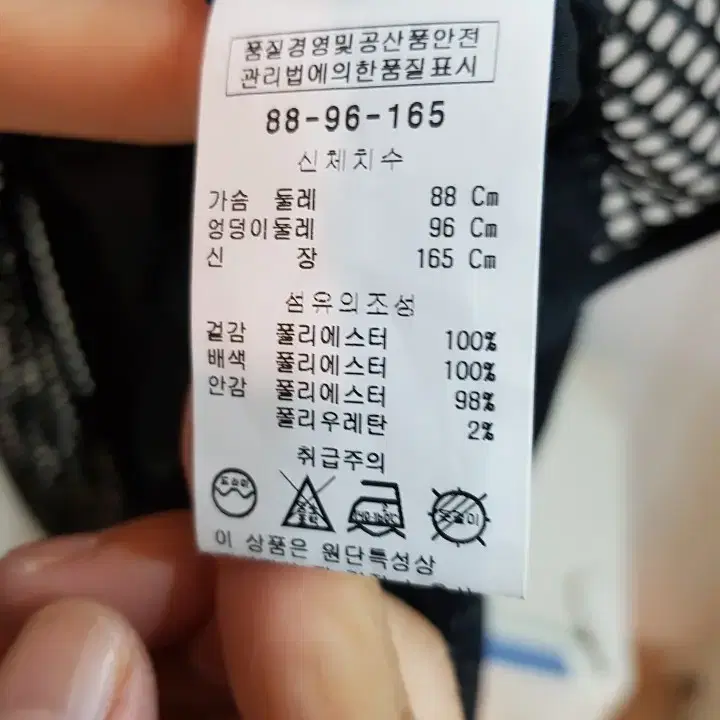 품질경영및공산품안전
관리법에의한품질표시
88-96-165
신체치수
가슴 둘레 88 Cm
엉덩이둘레 96 Cm
신 장 165 Cm
섬유의조성
겉감 폴리에스터 100%
배색 폴리에스터 100%
안감 폴리에스터 98%
폴리우레탄 2%
취급주의
드라이
이 상품은 원단특성상